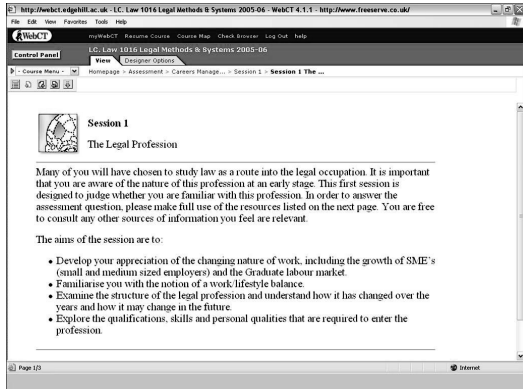 http://webct.edgehill.ac.uk - LC. Law 1016 Legal Methods & Systems 2005-06 - WebCT 4.1.1 - http://www.freeserve.co.uk/
File Edit View Favorites Tools Help
WebCT myWebCT Resume Course Course Map Check Browser Log Out help
LC. Law 1016 Legal Methods & Systems 2005-06
Control Panel View Designer Options
- Course Menu - Homepage > Assessment > Careers Manage... > Session 1 > Session 1 The ...
Session 1
The Legal Profession
Many of you will have chosen to study law as a route into the legal occupation. It is important
that you are aware of the nature of this profession at an early stage. This first session is
designed to judge whether you are familiar with this profession. In order to answer the
assessment question, please make full use of the resources listed on the next page. You are free
to consult any other sources of information you feel are relevant.
The aims of the session are to:
• Develop your appreciation of the changing nature of work, including the growth of SME's
(small and medium sized employers) and the Graduate labour market.
• Familiarise you with the notion of a work/lifestyle balance.
• Examine the structure of the legal profession and understand how it has changed over the
years and how it may change in the future.
• Explore the qualifications, skills and personal qualities that are required to enter the
profession.
Page 1/3 Internet